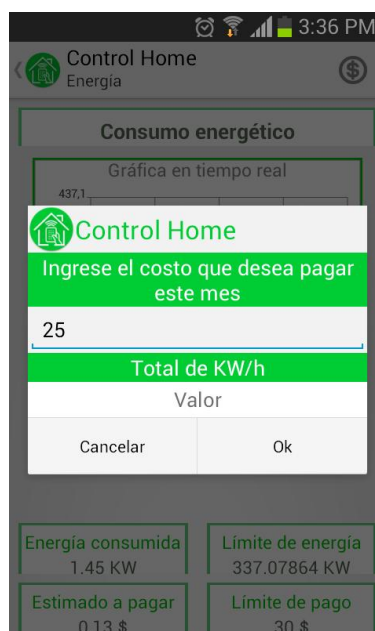 3:36 PM
Control Home
Energía
Consumo energético
Gráfica en tiempo real
437,1
Control Home
Ingrese el costo que desea pagar
este mes
25
Total de KW/h
Valor
Cancelar
Ok
Energía consumida
1.45 KW
Límite de energía
337.07864 KW
Estimado a pagar
0.13 $
Límite de pago
30 $